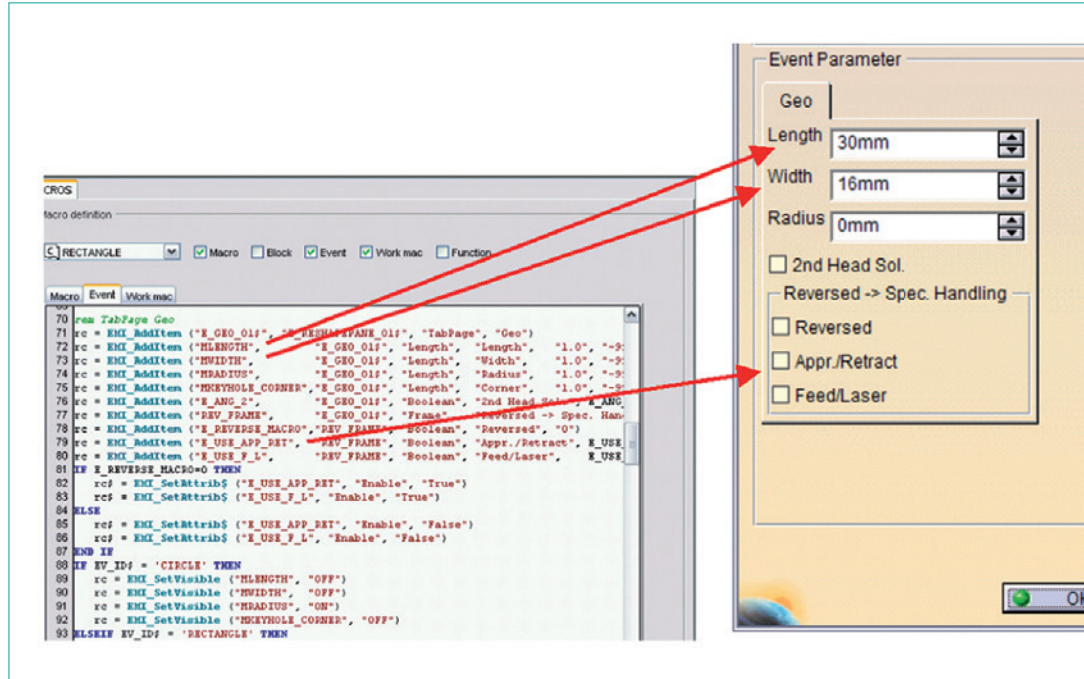 CROS
Macro definition
RECTANGLE Macro Block Event Work mac Function
Macro Event Work mac
70 rem TabPage Geo
71 rc = EMI_AddItem ("E_GEO_01$", "E_RESHAPEPANE_01$", "TabPage", "Geo")
72 rc = EMI_AddItem ("MLENGTH", "E_GEO_01$", "Length", "Length", "1.0", "-9
73 rc = EMI_AddItem ("MWIDTH", "E_GEO_01$", "Length", "Width", "1.0", "-9
74 rc = EMI_AddItem ("MRADIUS", "E_GEO_01$", "Length", "Radius", "1.0", "-9
75 rc = EMI_AddItem ("MKEYHOLE_CORNER","E_GEO_01$", "Length", "Corner", "1.0", "-9
76 rc = EMI_AddItem ("E_ANG_2", "E_GEO_01$", "Boolean", "2nd Head Sol.", E_ANG_
77 rc = EMI_AddItem ("REV_FRAME", "E_GEO_01$", "Frame", "Reversed -> Spec. Han
78 rc = EMI_AddItem ("E_REVERSE_MACRO","REV_FRAME", "Boolean", "Reversed", "0")
79 rc = EMI_AddItem ("E_USE_APP_RET", "REV_FRAME", "Boolean", "Appr./Retract", E_USE
80 rc = EMI_AddItem ("E_USE_F_L", "REV_FRAME", "Boolean", "Feed/Laser", E_USE
81 IF E_REVERSE_MACRO=0 THEN
82 rc$ = EMI_SetAttrib$ ("E_USE_APP_RET", "Enable", "True")
83 rc$ = EMI_SetAttrib$ ("E_USE_F_L", "Enable", "True")
84 ELSE
85 rc$ = EMI_SetAttrib$ ("E_USE_APP_RET", "Enable", "False")
86 rc$ = EMI_SetAttrib$ ("E_USE_F_L", "Enable", "False")
87 END IF
88 IF EV_ID$ = 'CIRCLE' THEN
89 rc = EMI_SetVisible ("MLENGTH", "OFF")
90 rc = EMI_SetVisible ("MWIDTH", "OFF")
91 rc = EMI_SetVisible ("MRADIUS", "ON")
92 rc = EMI_SetVisible ("MKEYHOLE_CORNER", "OFF")
93 ELSEIF EV_ID$ = 'RECTANGLE' THEN
Event Parameter
Geo
Length 30mm
Width 16mm
Radius 0mm
2nd Head Sol.
Reversed -> Spec. Handling
Reversed
Appr./Retract
Feed/Laser
OK